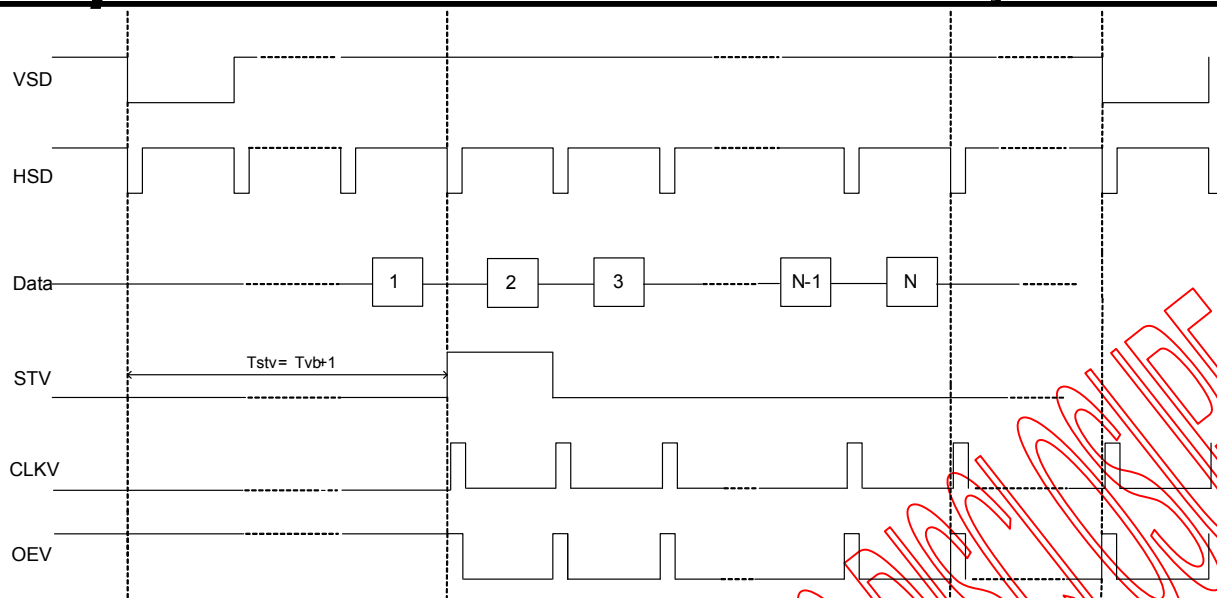 VSD
HSD
Data
1
2
3
N-1
N
Tstv= Tvb+1
STV
CLKV
OEV